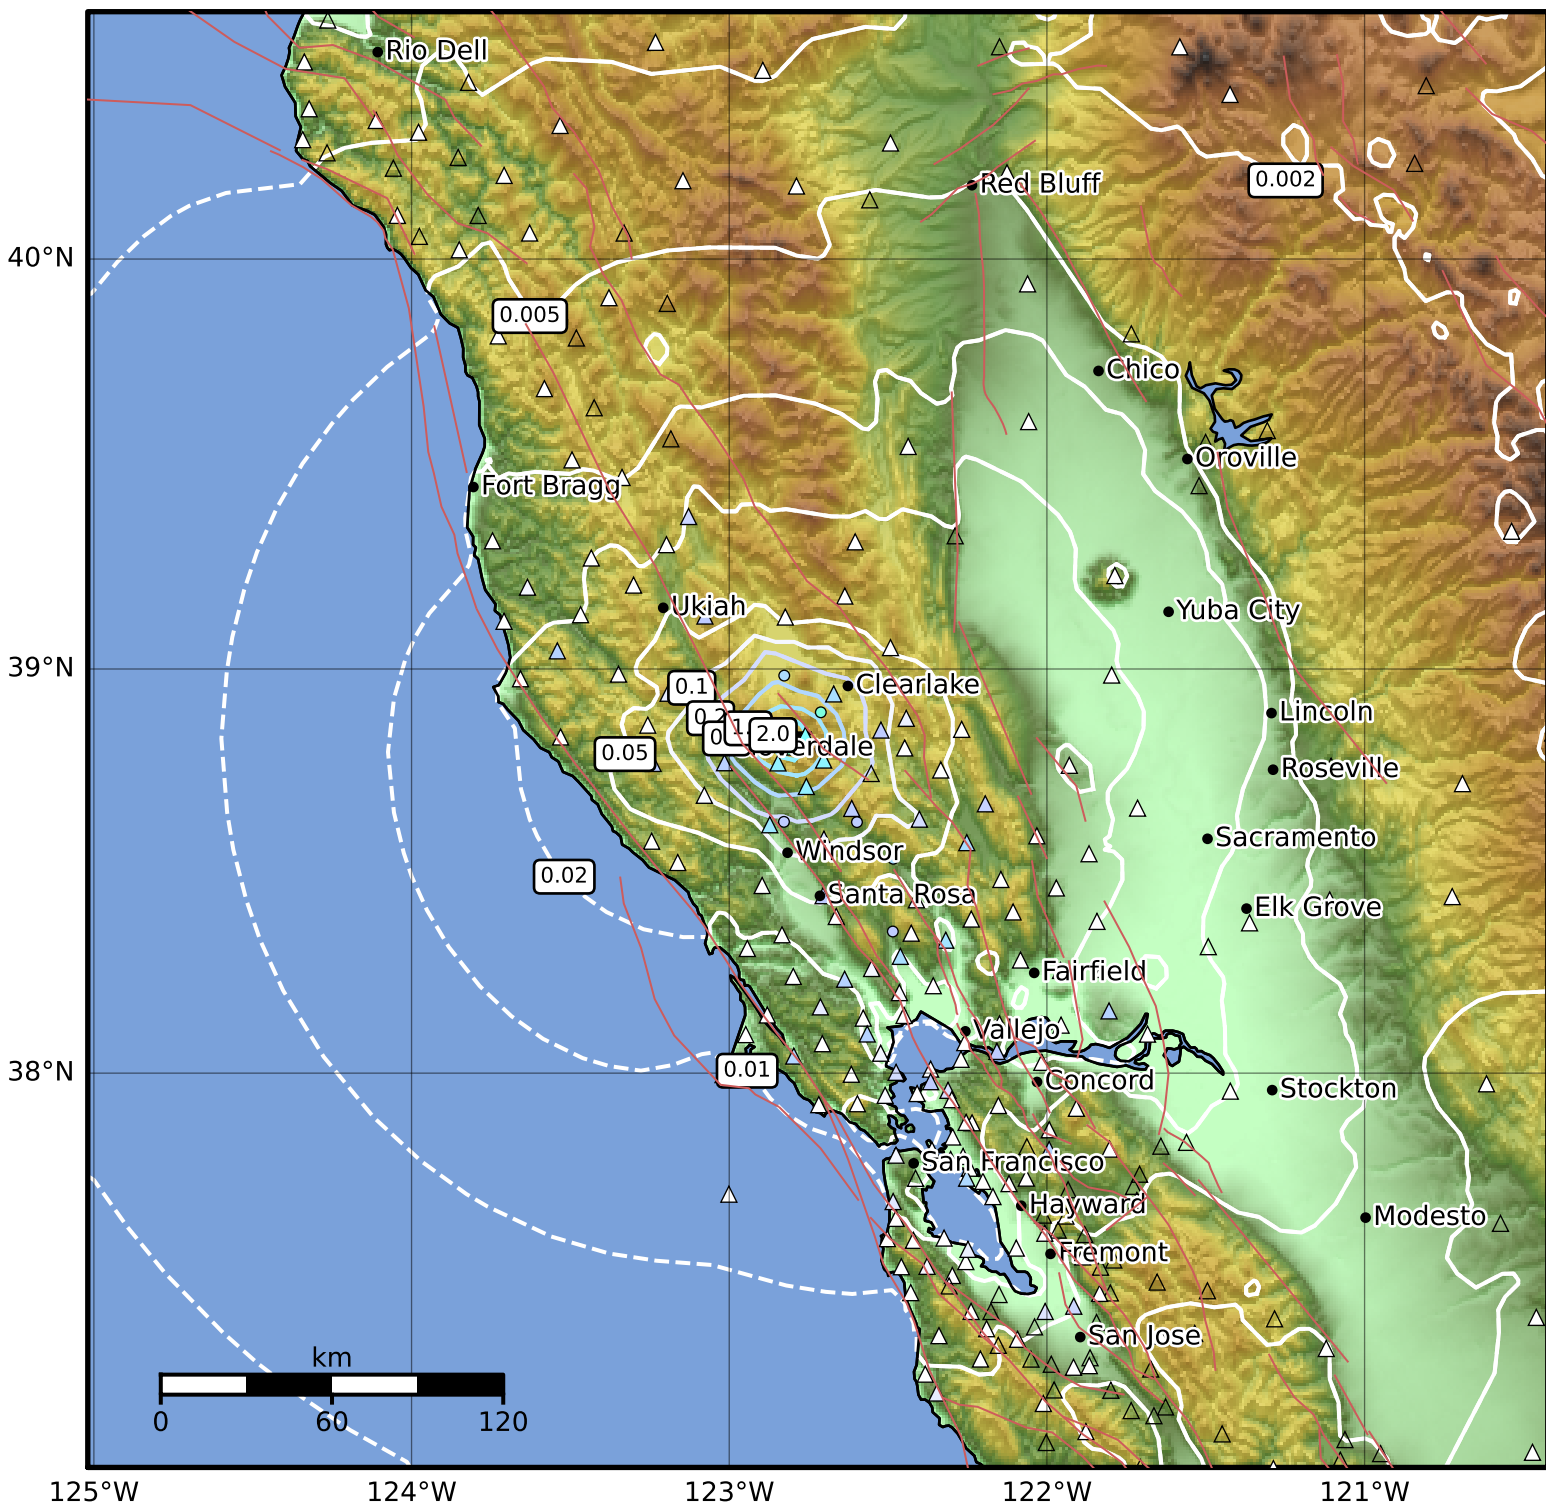 Rio Dell
Red Bluff
0.002
40°N
0.005
Chico
Oroville
Fort Bragg
Ukiah
Yuba City
39°N
0.1
Clearlake
0.2
Lincoln
2.0
0.05
Roseville
Sacramento
Windsor
0.02
Santa Rosa
Elk Grove
Fairfield
Vallejo
38°N
0.01
Concord
Stockton
San Francisco
Hayward
Modesto
Fremont
San Jose
km
0 60 120
125°W 124°W 123°W 122°W 121°W